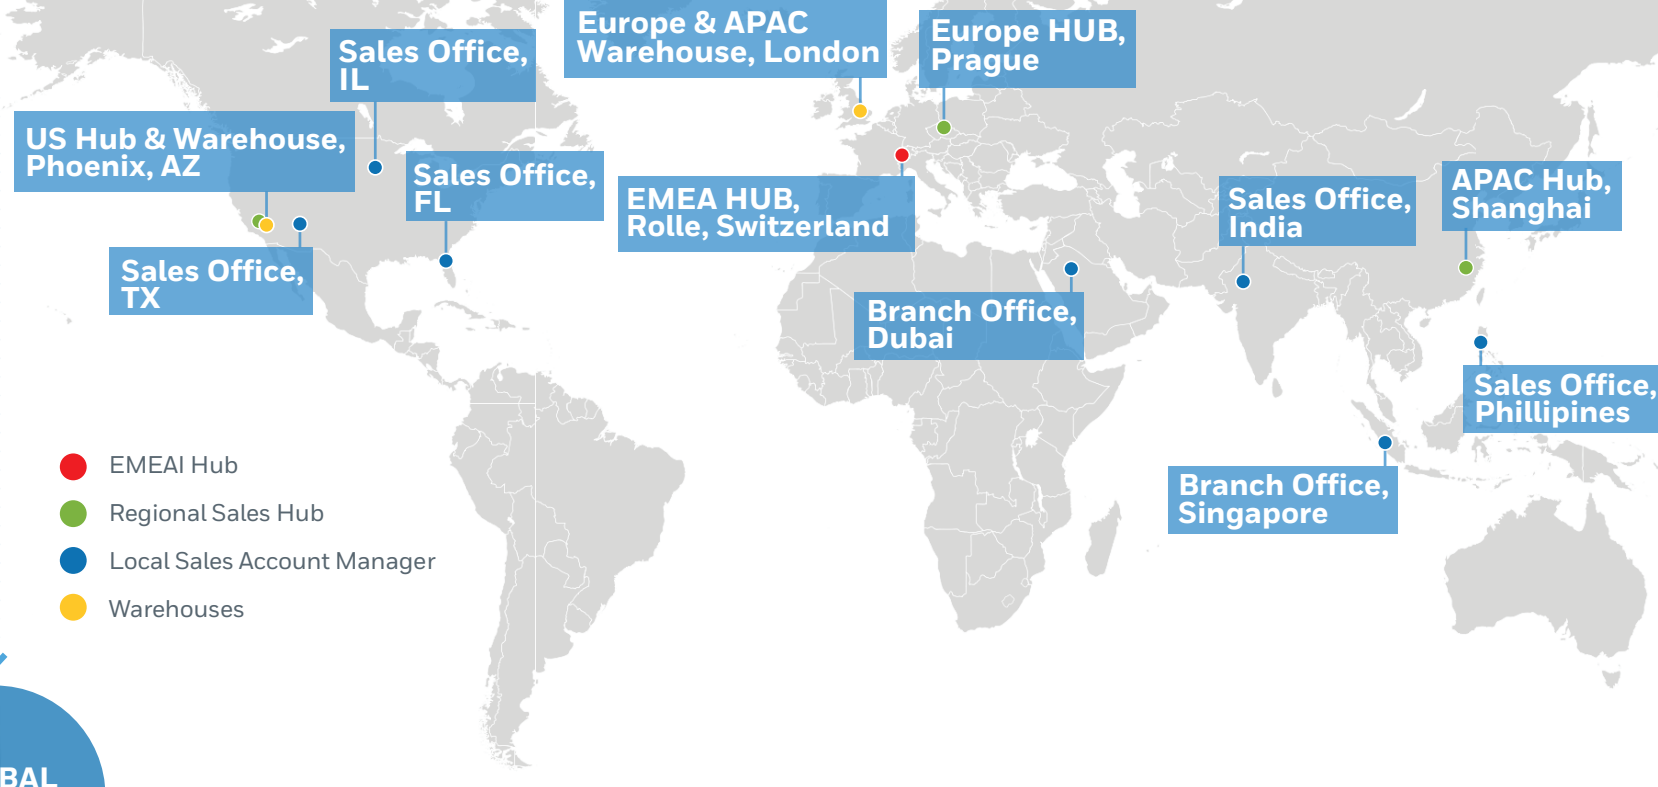 Europe & APAC
Warehouse, London
Europe HUB,
Prague
Sales Office,
IL
US Hub & Warehouse,
Phoenix, AZ
Sales Office,
FL
EMEA HUB,
Rolle, Switzerland
Sales Office,
India
APAC Hub,
Shanghai
Sales Office,
TX
Branch Office,
Dubai
Sales Office,
Phillipines
Branch Office,
Singapore
EMEAI Hub
Regional Sales Hub
Local Sales Account Manager
Warehouses
BAL